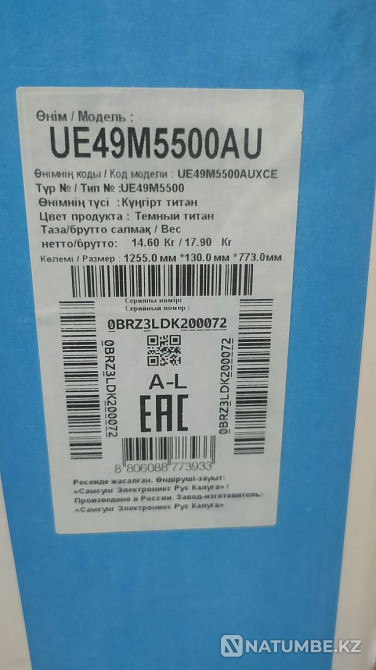 Өнім / Модель :
UE49M5500AU
Өнімнің коды / Код модели : UE49M5500AUXCE
Түр № / Тип № :UE49M5500
Өнімнің түсі :Күңгірт титан
Цвет продукта : Темный титан
Таза/брутто салмақ / Вес
нетто/брутто: 14.60 Кг / 17.90 Кг
Көлемі / Размер : 1255.0 мм *130.0 мм *773.0мм
Сериялы нөмірі
Серийный номер :
0BRZ3LDK200072
0BRZ3LDK200072
0BRZ3LDK200072
A-L
EAC
8 806088 773933
Ресейде жасалған. Өндіруші-зауыт:
«Самсунг Электроникс Рус Калуга» /
Произведено в России. Завод-изготовитель:
«Самсунг Электроникс Рус Калуга»
NATUMBE.KZ